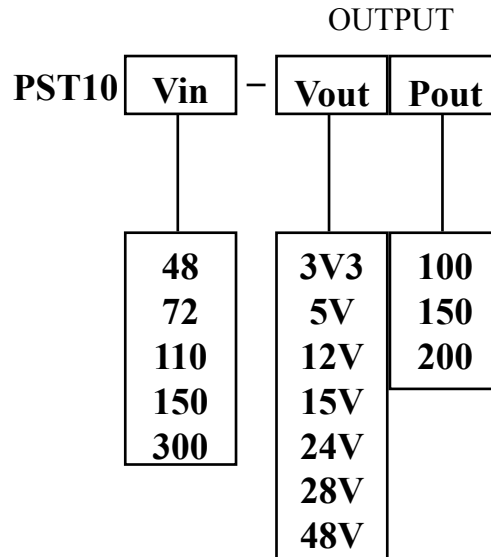 OUTPUT
PST10 Vin – Vout Pout
48 3V3 100
72 5V 150
110 12V 200
150 15V
300 24V
28V
48V